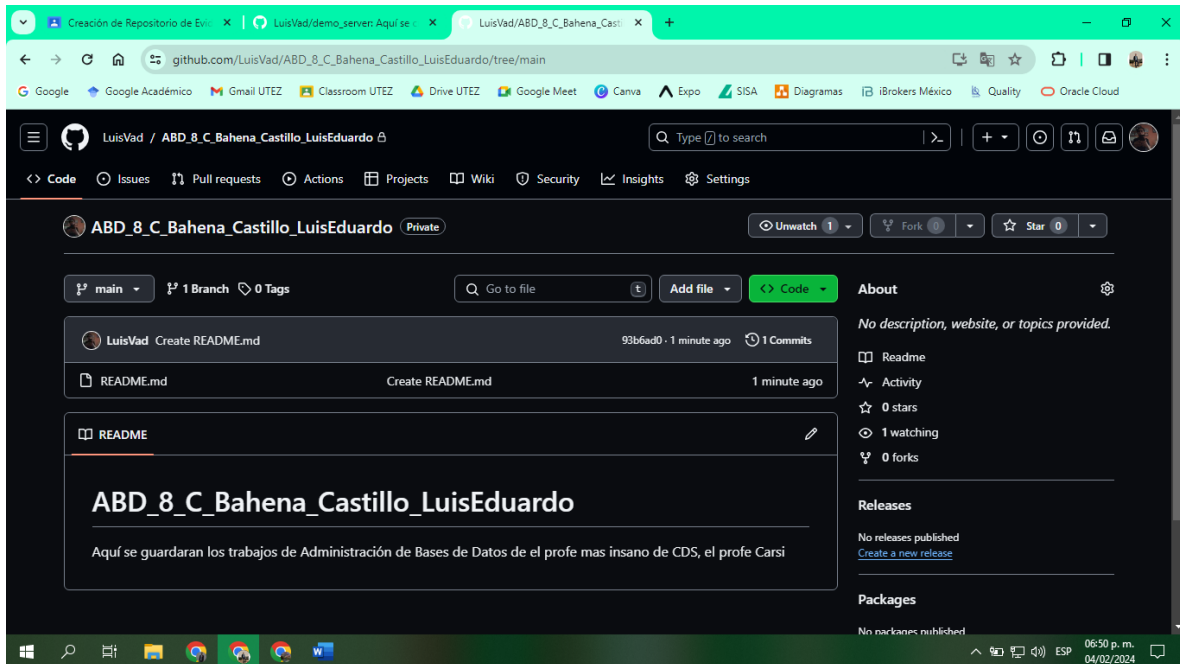 Creación de Repositorio de Evic
LuisVad/demo_server: Aquí se c
LuisVad/ABD_8_C_Bahena_Casti
github.com/LuisVad/ABD_8_C_Bahena_Castillo_LuisEduardo/tree/main
Google Google Académico Gmail UTEZ Classroom UTEZ Drive UTEZ Google Meet Canva Expo SISA Diagramas iBrokers México Quality Oracle Cloud
LuisVad / ABD_8_C_Bahena_Castillo_LuisEduardo
Type / to search
<> Code Issues Pull requests Actions Projects Wiki Security Insights Settings
ABD_8_C_Bahena_Castillo_LuisEduardo Private
Unwatch 1 Fork 0 Star 0
main 1 Branch 0 Tags
Go to file t Add file <> Code
LuisVad Create README.md 93b6ad0 · 1 minute ago 1 Commits
README.md Create README.md 1 minute ago
README
ABD_8_C_Bahena_Castillo_LuisEduardo
Aquí se guardaran los trabajos de Administración de Bases de Datos de el profe mas insano de CDS, el profe Carsi
About
No description, website, or topics provided.
Readme
Activity
0 stars
1 watching
0 forks
Releases
No releases published
Create a new release
Packages
No packages published
ESP
06:50 p. m.
04/02/2024